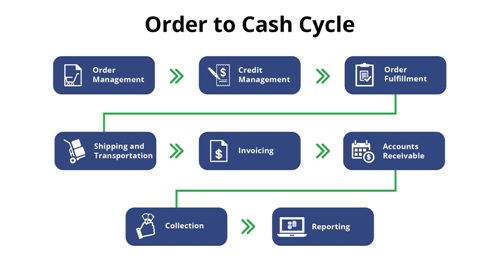 Order to Cash Cycle
Order
Management
Credit
Management
Order
Fulfillment
Shipping and
Transportation
Invoicing
Accounts
Receivable
Collection
Reporting